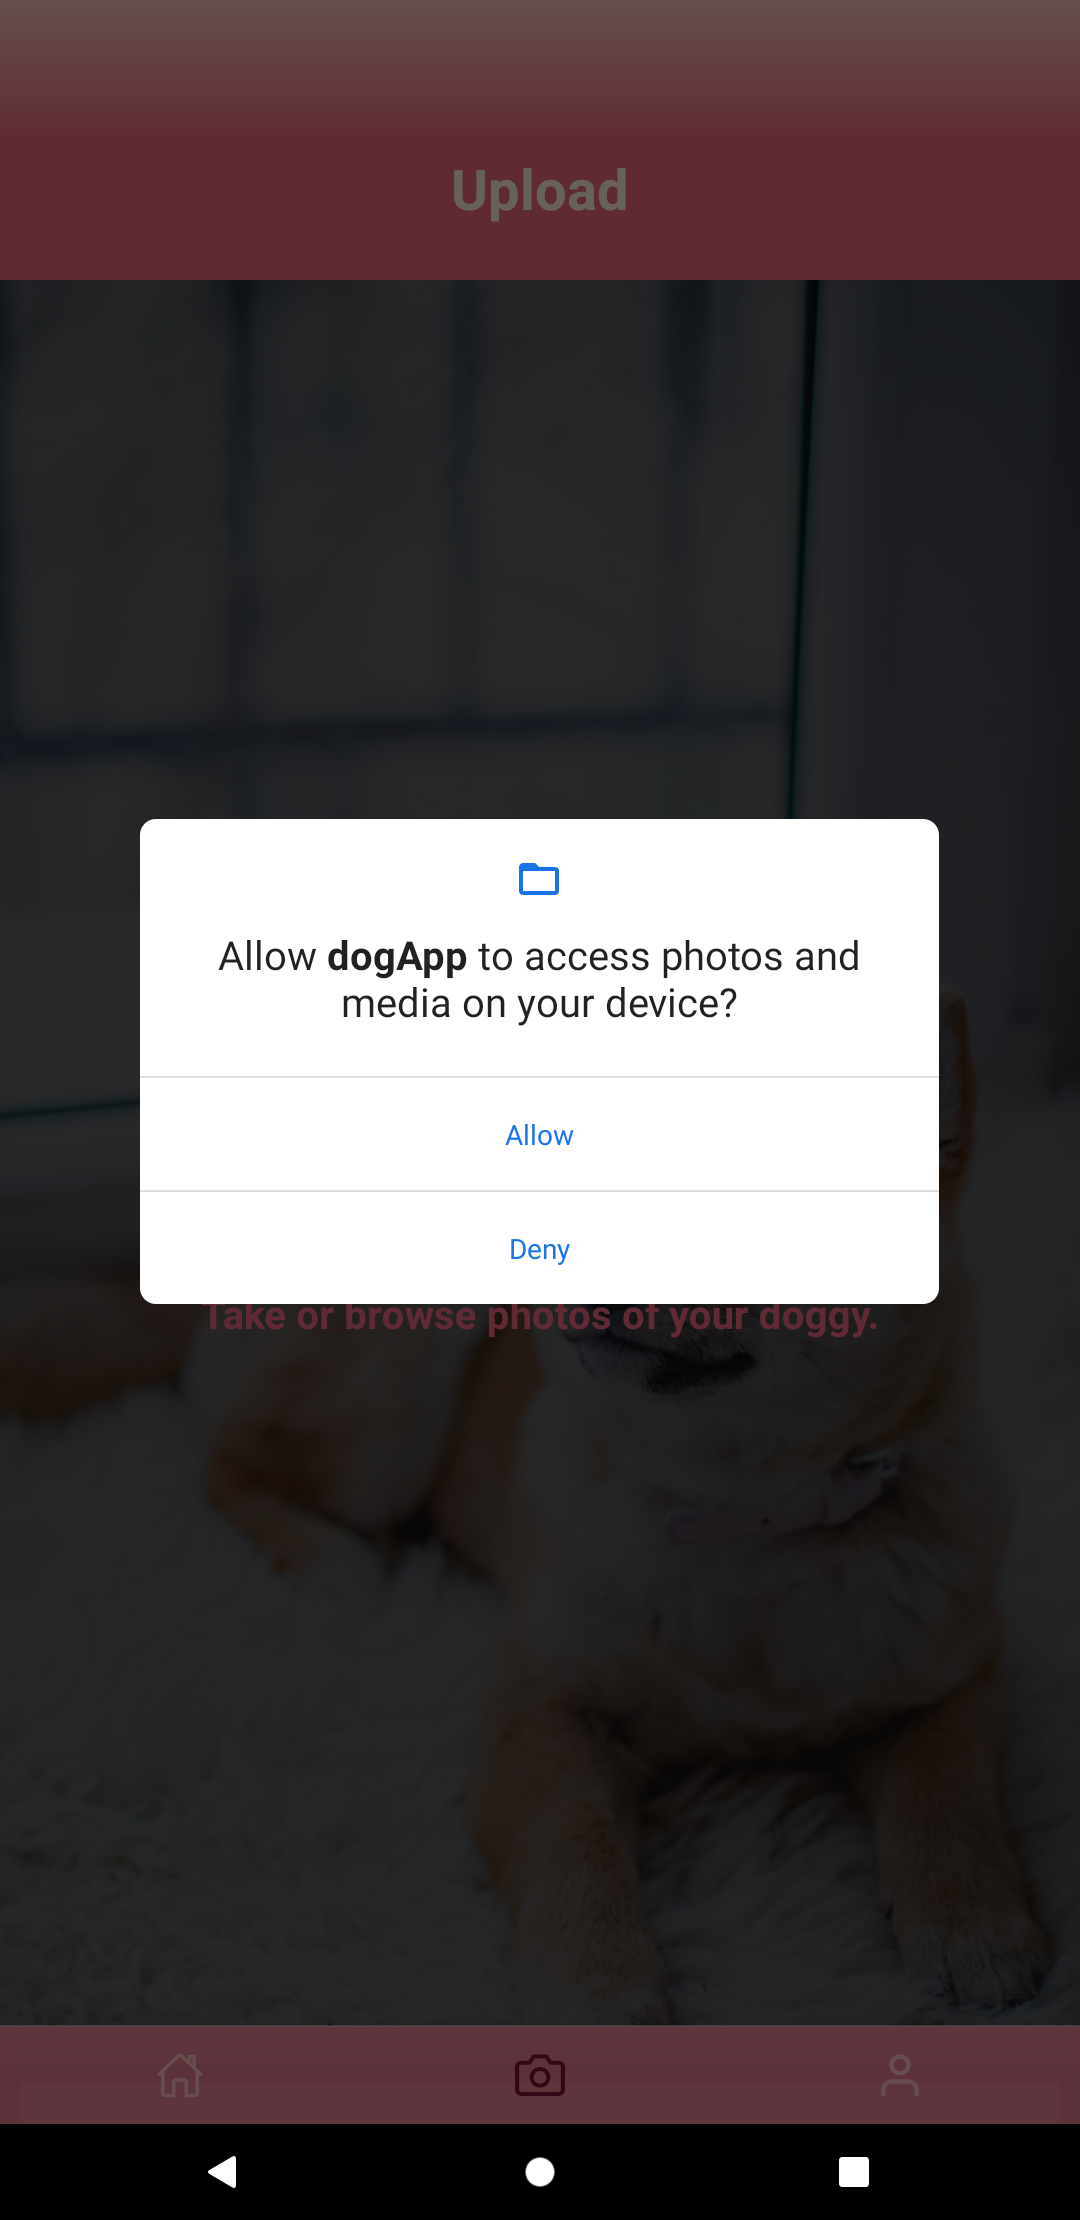 Upload
Allow dogApp to access photos and
media on your device?
Allow
Deny
Take or browse photos of your doggy.